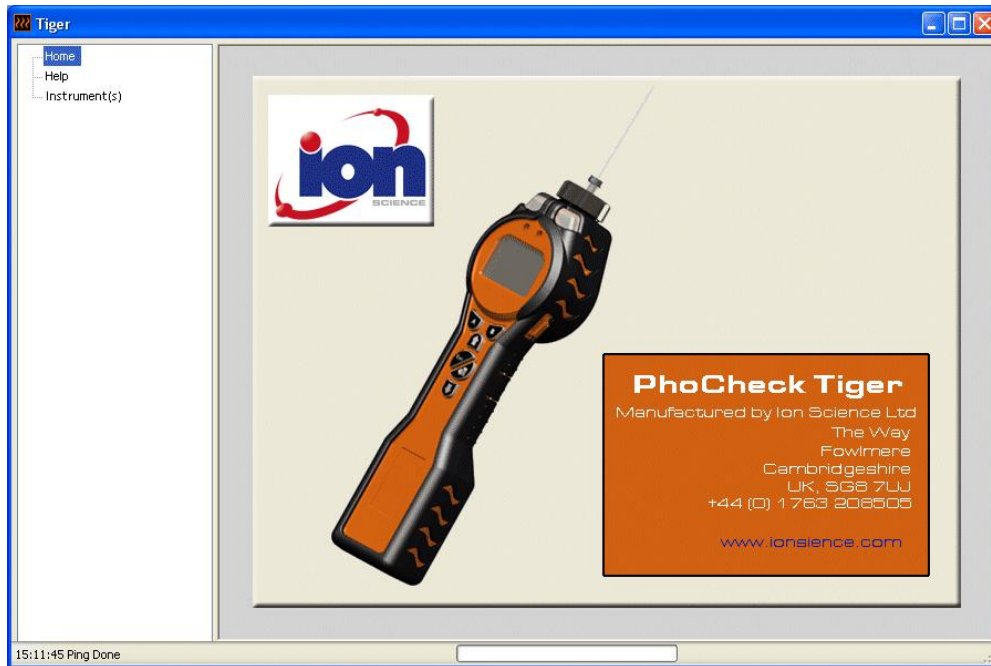 Tiger
Home
Help
Instrument(s)
ion
SCIENCE
PhoCheck Tiger
Manufactured by Ion Science Ltd
The Way
Fowlmere
Cambridgeshire
UK, SG8 7UJ
+44 (0) 1763 208505
www.ionsience.com
15:11:45 Ping Done